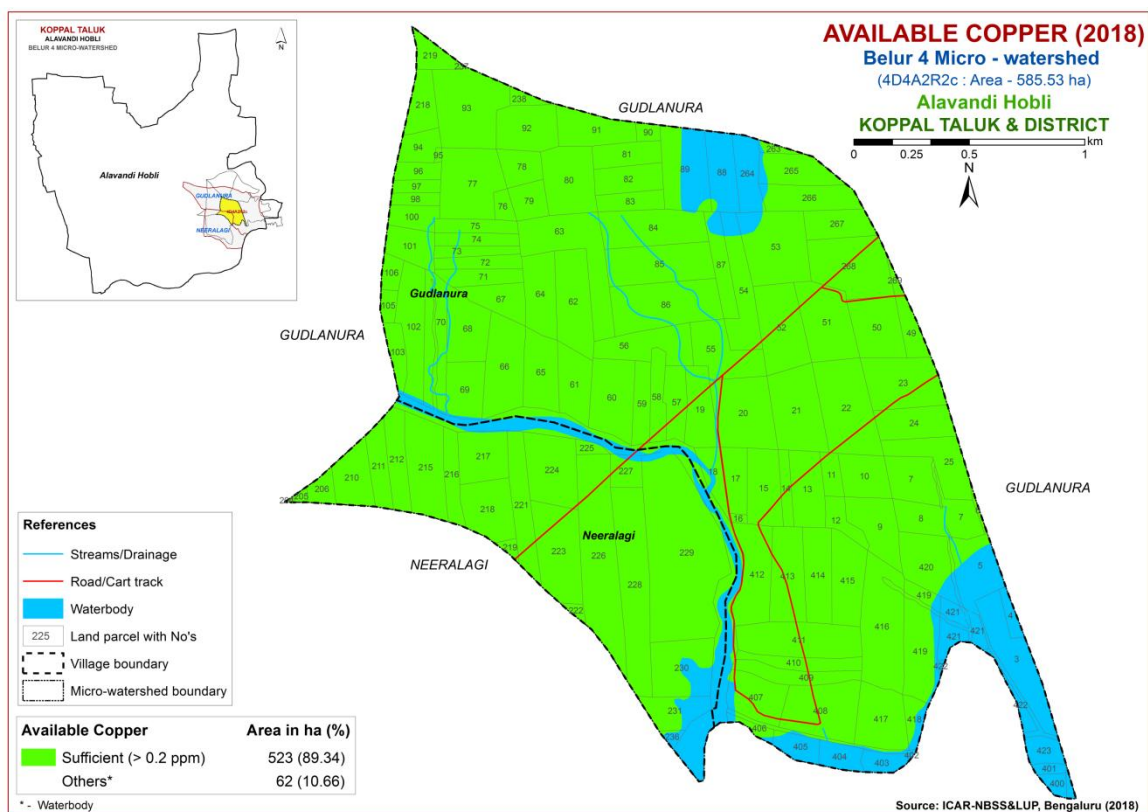 KOPPAL TALUK
ALAVANDI HOBLI
BELUR 4 MICRO-WATERSHED
N
Alavandi Hobli
GUDLANURA
NEERALAGI
AVAILABLE COPPER (2018)
Belur 4 Micro - watershed
(4D4A2R2c : Area - 585.53 ha)
Alavandi Hobli
KOPPAL TALUK & DISTRICT
0 0.25 0.5 1
km
N
GUDLANURA
219
237
218 93 238
92 91 90
94 95 81 263
96 78 89 88 264 265
97 77 80 82
98 76 79 83 266
100 75 63 84 267
101 74 53
73 72 85 87 268
106 71 54 269
Gudlanura 67 64 62 86
105 70 52 51 50 49
GUDLANURA
102 68 56
103 66 65 55
69 61 60 59 58 57 19 20 21 22 23
24
225
212 215 217 227 18 25
210 211 216 224 17 11 10 7
206 221 15 14 13
204 205 218 16 12 9 8 7 6
GUDLANURA
Neeralagi
219 223 226 229
NEERALAGI
228 412 413 414 415 420 5
222 419 421 4
416 421 421
411 419 3
230 410 422
409 422
231 407 408
236 406 417 418
405 404 403 402 423
401
400
References
Streams/Drainage
Road/Cart track
Waterbody
225 Land parcel with No's
Village boundary
Micro-watershed boundary
Available Copper Area in ha (%)
Sufficient (> 0.2 ppm) 523 (89.34)
Others* 62 (10.66)
* - Waterbody
Source: ICAR-NBSS&LUP, Bengaluru (2018)